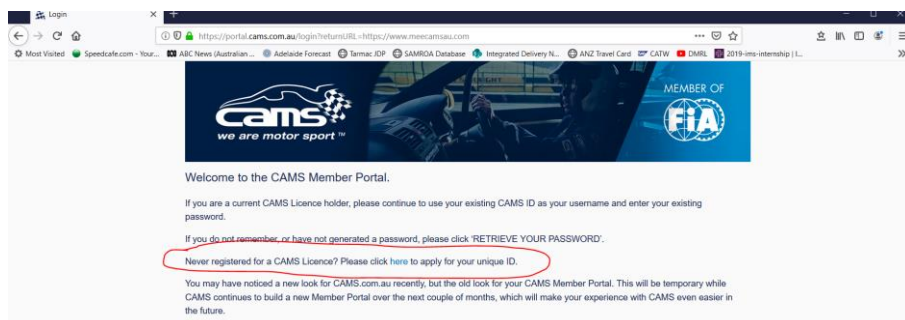 Login
https://portal.cams.com.au/login?returnURL=https://www.meecamsau.com
Most Visited Speedcafe.com - Your... ABC News (Australian ... Adelaide Forecast Tarmac JDP SAMROA Database Integrated Delivery N... ANZ Travel Card CATW DMRL 2019-ims-internship | I...
MEMBER OF
cams
FiA
we are motor sport ™
Welcome to the CAMS Member Portal.
If you are a current CAMS Licence holder, please continue to use your existing CAMS ID as your username and enter your existing
password.
If you do not remember, or have not generated a password, please click 'RETRIEVE YOUR PASSWORD'.
Never registered for a CAMS Licence? Please click here to apply for your unique ID.
You may have noticed a new look for CAMS.com.au recently, but the old look for your CAMS Member Portal. This will be temporary while
CAMS continues to build a new Member Portal over the next couple of months, which will make your experience with CAMS even easier in
the future.